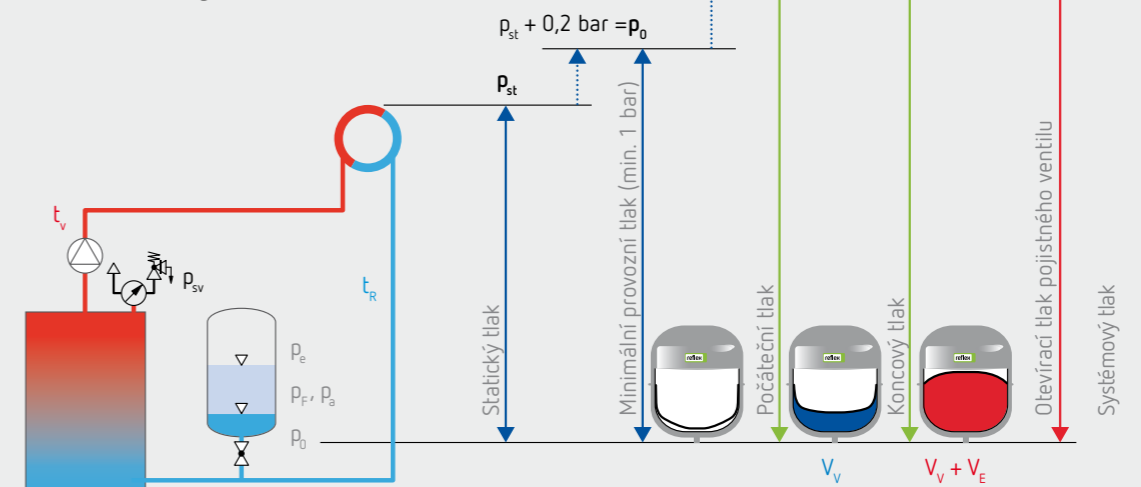 p_st + 0,2 bar =p_0
p_st
t_v
p_sv
t_R
p_e
p_F, p_a
p_0
Statický tlak
Minimální provozní tlak (min. 1 bar)
reflex
Počáteční tlak
reflex
Koncový tlak
reflex
Otevírací tlak pojistného ventilu
Systémový tlak
V_V
V_V + V_E